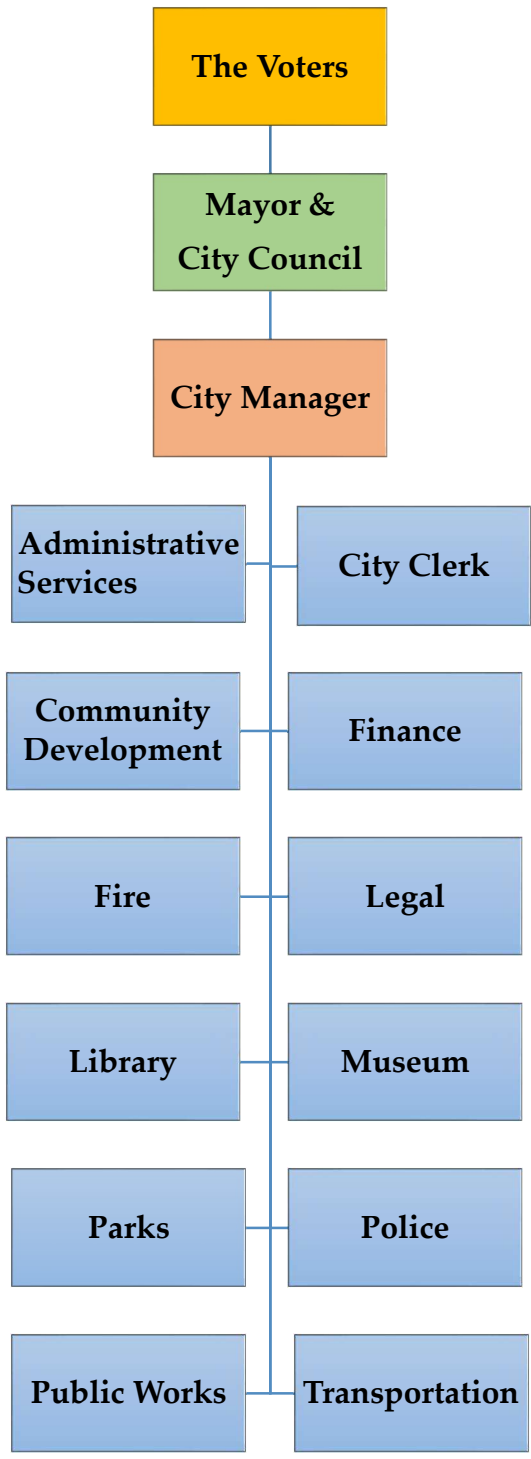 The Voters
Mayor &
City Council
City Manager
Administrative
Services
City Clerk
Community
Development
Finance
Fire
Legal
Library
Museum
Parks
Police
Public Works
Transportation